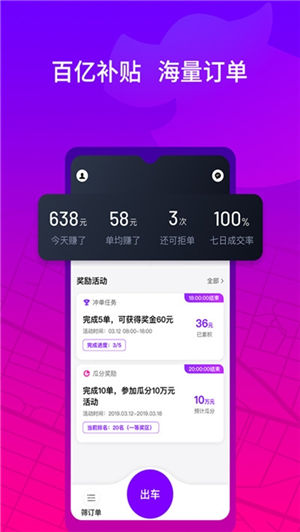 百亿补贴 海量订单
638元 58元 3次 100%
今天赚了 单均赚了 还可拒单 七日成交率
奖励活动 全部
冲单任务 18:00:00结束
完成5单，可获得奖金60元 36元
活动时间：03.12 09:00-16:00 已累积
完成进度：3/5
瓜分奖励 20:00:00结束
完成10单，参加瓜分10万元 10万元
活动 预计瓜分
活动时间：2019.03.12-2019.03.18
当前排名：20名（一等奖区）
筛订单 出车